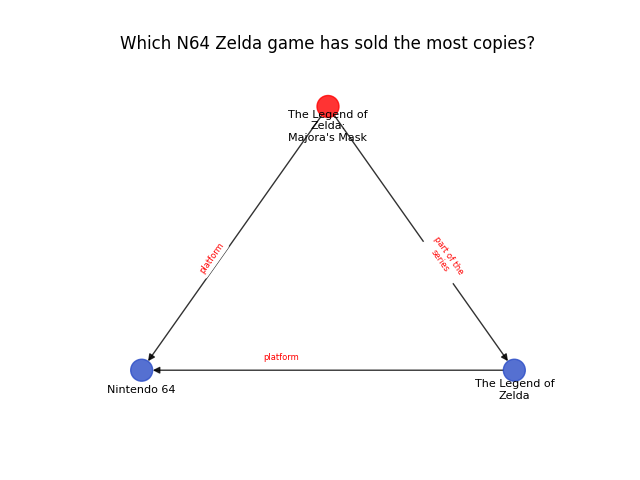 Which N64 Zelda game has sold the most copies?
The Legend of
Zelda:
Majora's Mask
platform
part of the
series
platform
Nintendo 64
The Legend of
Zelda